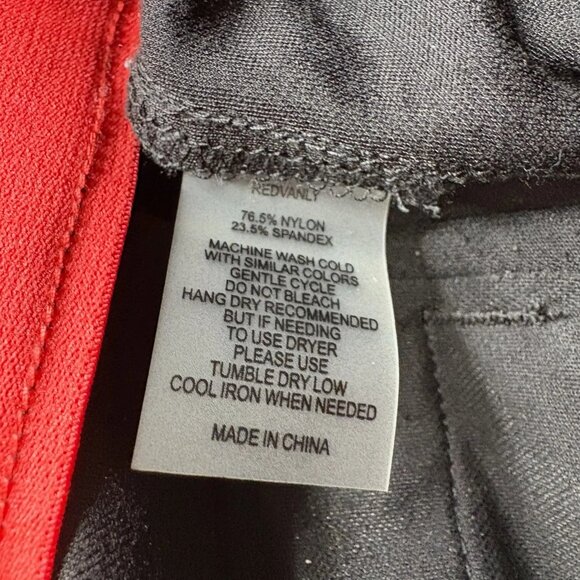 REDVANLY
76.5% NYLON
23.5% SPANDEX
MACHINE WASH COLD
WITH SIMILAR COLORS
GENTLE CYCLE
DO NOT BLEACH
HANG DRY RECOMMENDED
BUT IF NEEDING
TO USE DRYER
PLEASE USE
TUMBLE DRY LOW
COOL IRON WHEN NEEDED
MADE IN CHINA